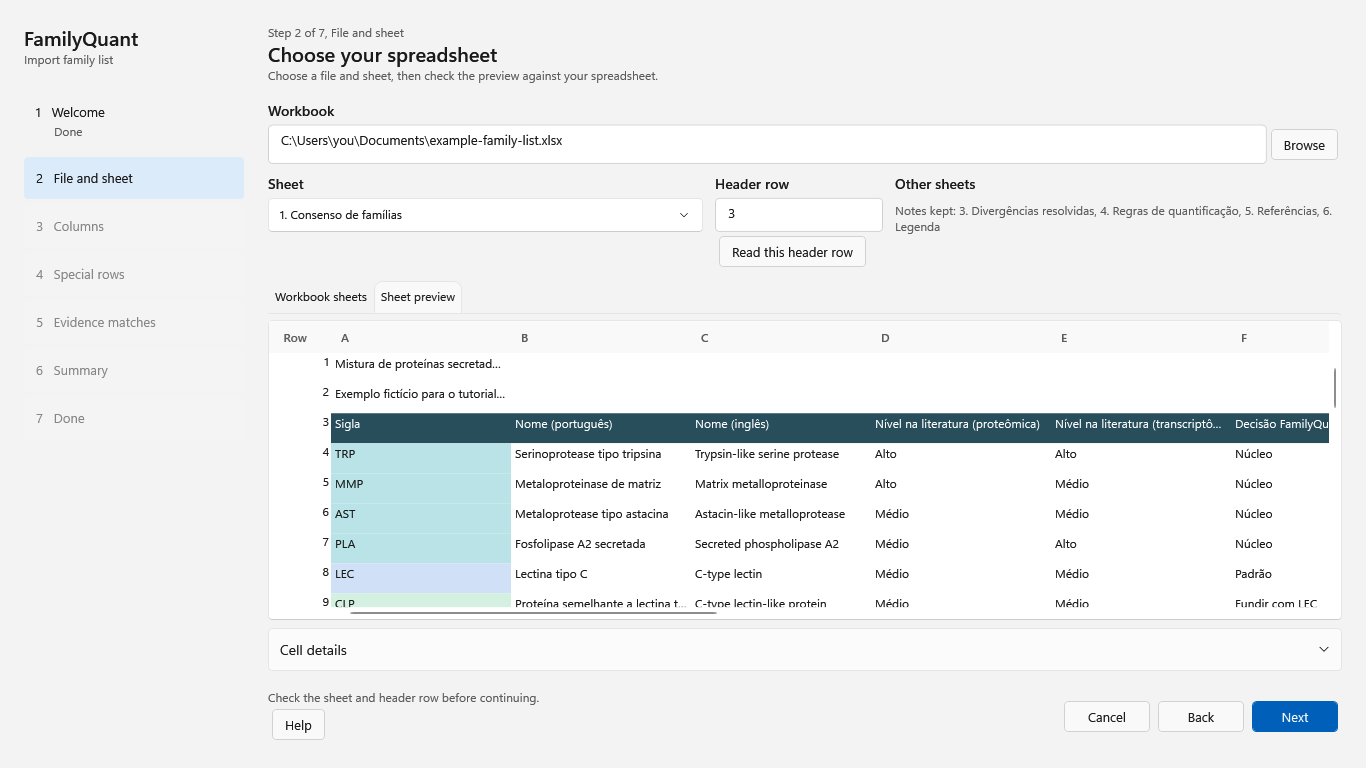 FamilyQuant
Import family list
1 Welcome
Done
2 File and sheet
3 Columns
4 Special rows
5 Evidence matches
6 Summary
7 Done
Step 2 of 7, File and sheet
Choose your spreadsheet
Choose a file and sheet, then check the preview against your spreadsheet.
Workbook
C:\Users\you\Documents\example-family-list.xlsx
Browse
Sheet
1. Consenso de famílias
Header row
3
Read this header row
Other sheets
Notes kept: 3. Divergências resolvidas, 4. Regras de quantificação, 5. Referências, 6.
Legenda
Workbook sheets Sheet preview
Row A B C D E F
1 Mistura de proteínas secretad...
2 Exemplo fictício para o tutorial...
3 Sigla Nome (português) Nome (inglês) Nível na literatura (proteômica) Nível na literatura (transcriptô... Decisão FamilyQu
4 TRP Serinoprotease tipo tripsina Trypsin-like serine protease Alto Alto Núcleo
5 MMP Metaloproteinase de matriz Matrix metalloproteinase Alto Médio Núcleo
6 AST Metaloprotease tipo astacina Astacin-like metalloprotease Médio Médio Núcleo
7 PLA Fosfolipase A2 secretada Secreted phospholipase A2 Médio Alto Núcleo
8 LEC Lectina tipo C C-type lectin Médio Médio Padrão
9 CLP Proteína semelhante a lectina t... C-type lectin-like protein Médio Médio Fundir com LEC
Cell details
Check the sheet and header row before continuing.
Help
Cancel Back Next